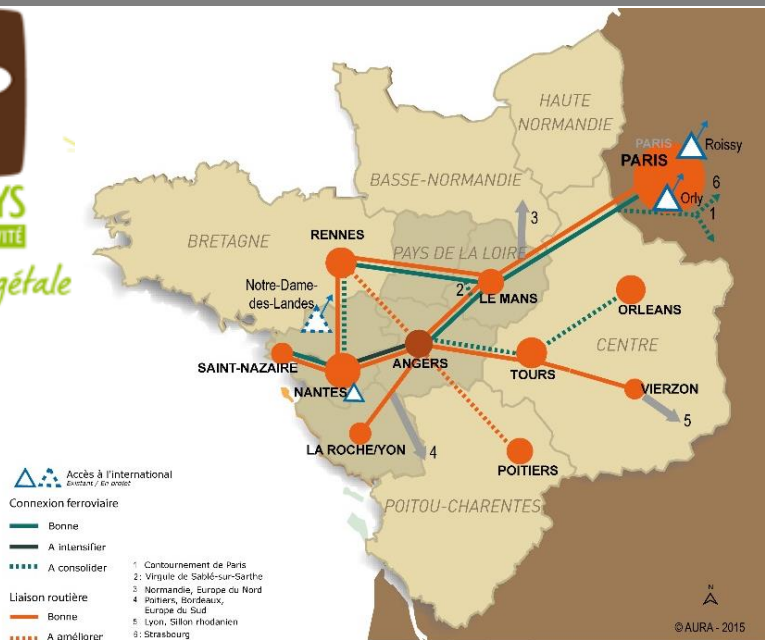 YS
ITÉ
gétale
HAUTE
NORMANDIE
PARIS
PARIS
Roissy
Orly
6
1
BASSE-NORMANDIE
3
BRETAGNE
RENNES
PAYS DE LA LOIRE
Notre-Dame-
des-Landes
2
LE MANS
ORLEANS
CENTRE
SAINT-NAZAIRE
NANTES
ANGERS
TOURS
VIERZON
5
LA ROCHE/YON
4
POITIERS
POITOU-CHARENTES
Accès à l'international
Existant / En projet
Connexion ferroviaire
Bonne
A intensifier
A consolider
Liaison routière
Bonne
A améliorer
1 Contournement de Paris
2: Virgule de Sablé-sur-Sarthe
3 Normandie, Europe du Nord
4 Poitiers, Bordeaux,
Europe du Sud
5 Lyon, Sillon rhodanien
6: Strasbourg
N
© AURA - 2015